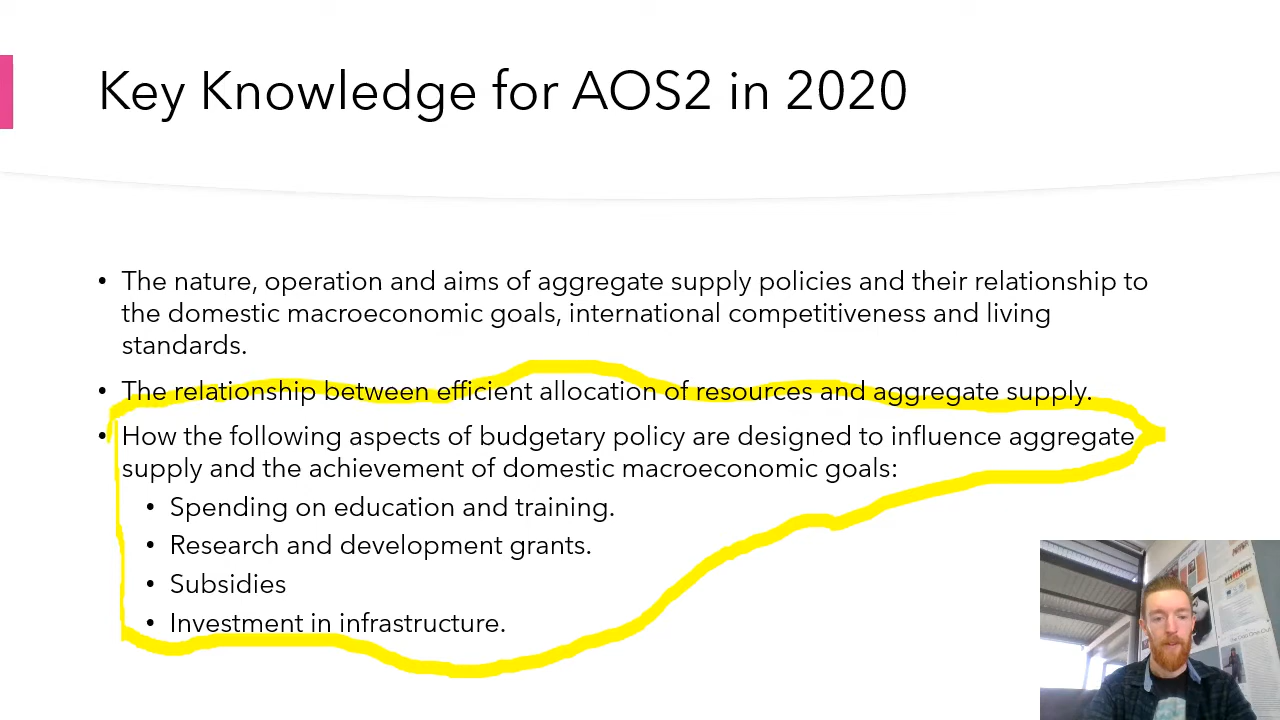 Key Knowledge for AOS2 in 2020
• The nature, operation and aims of aggregate supply policies and their relationship to
the domestic macroeconomic goals, international competitiveness and living
standards.
• The relationship between efficient allocation of resources and aggregate supply.
• How the following aspects of budgetary policy are designed to influence aggregate
supply and the achievement of domestic macroeconomic goals:
• Spending on education and training.
• Research and development grants.
• Subsidies
• Investment in infrastructure.